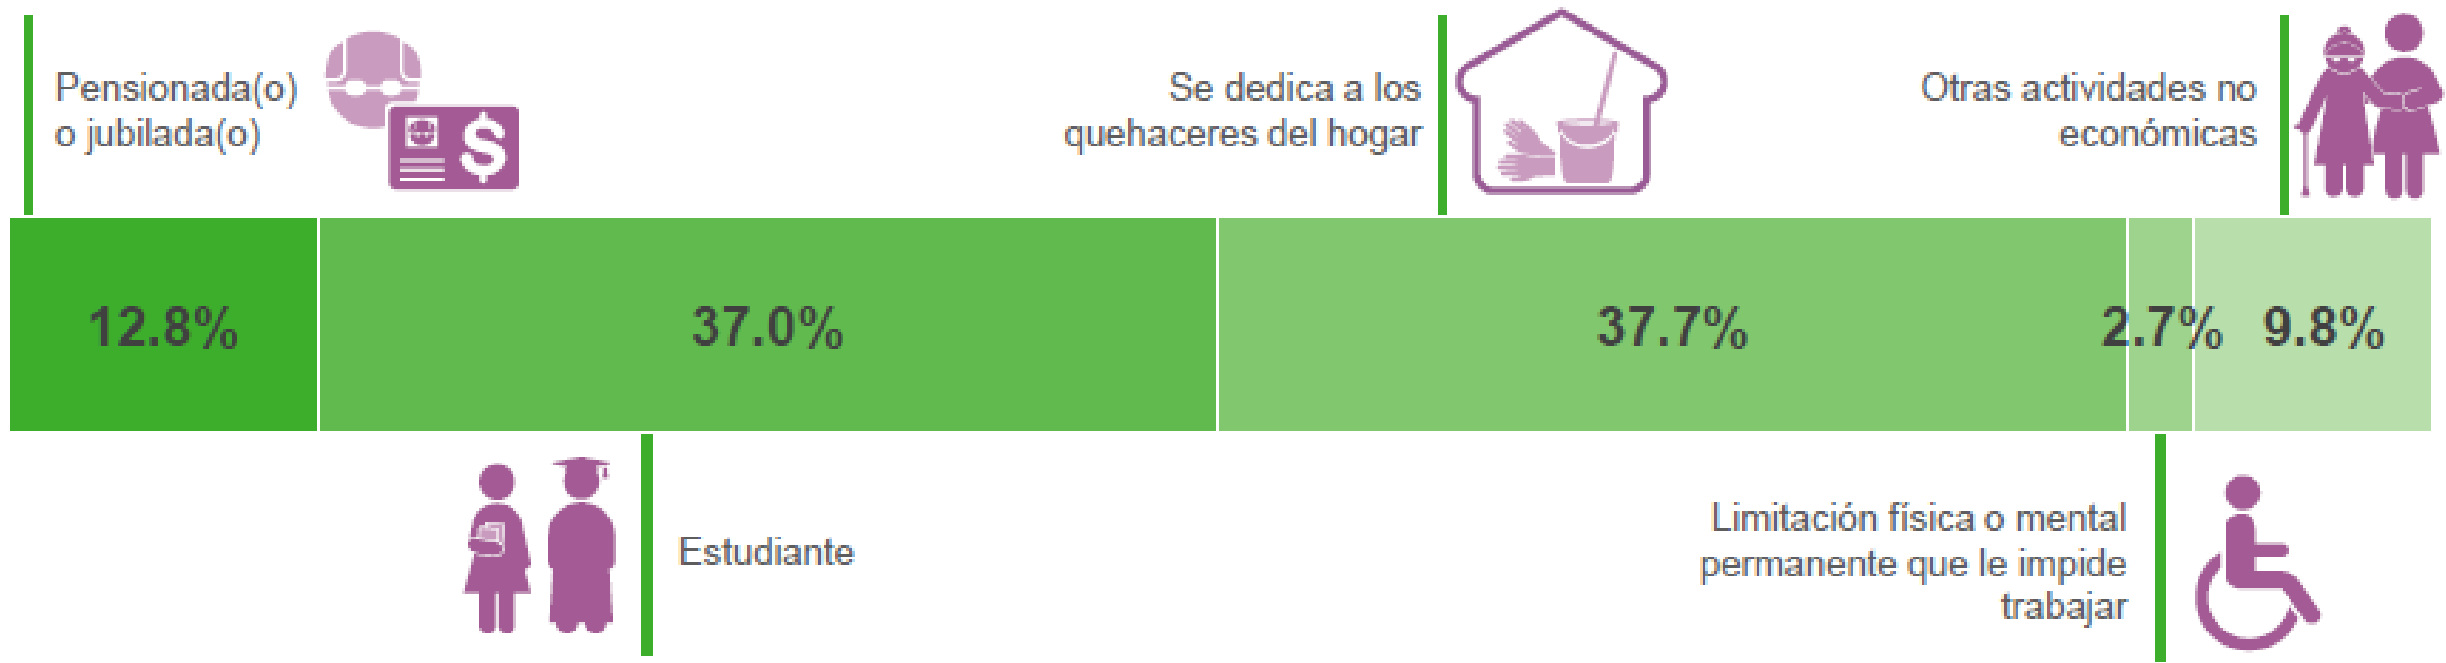 Pensionada(o)
o jubilada(o)
$
Se dedica a los
quehaceres del hogar
Otras actividades no
económicas
12.8%
37.0%
37.7%
2.7%
9.8%
Estudiante
Limitación física o mental
permanente que le impide
trabajar